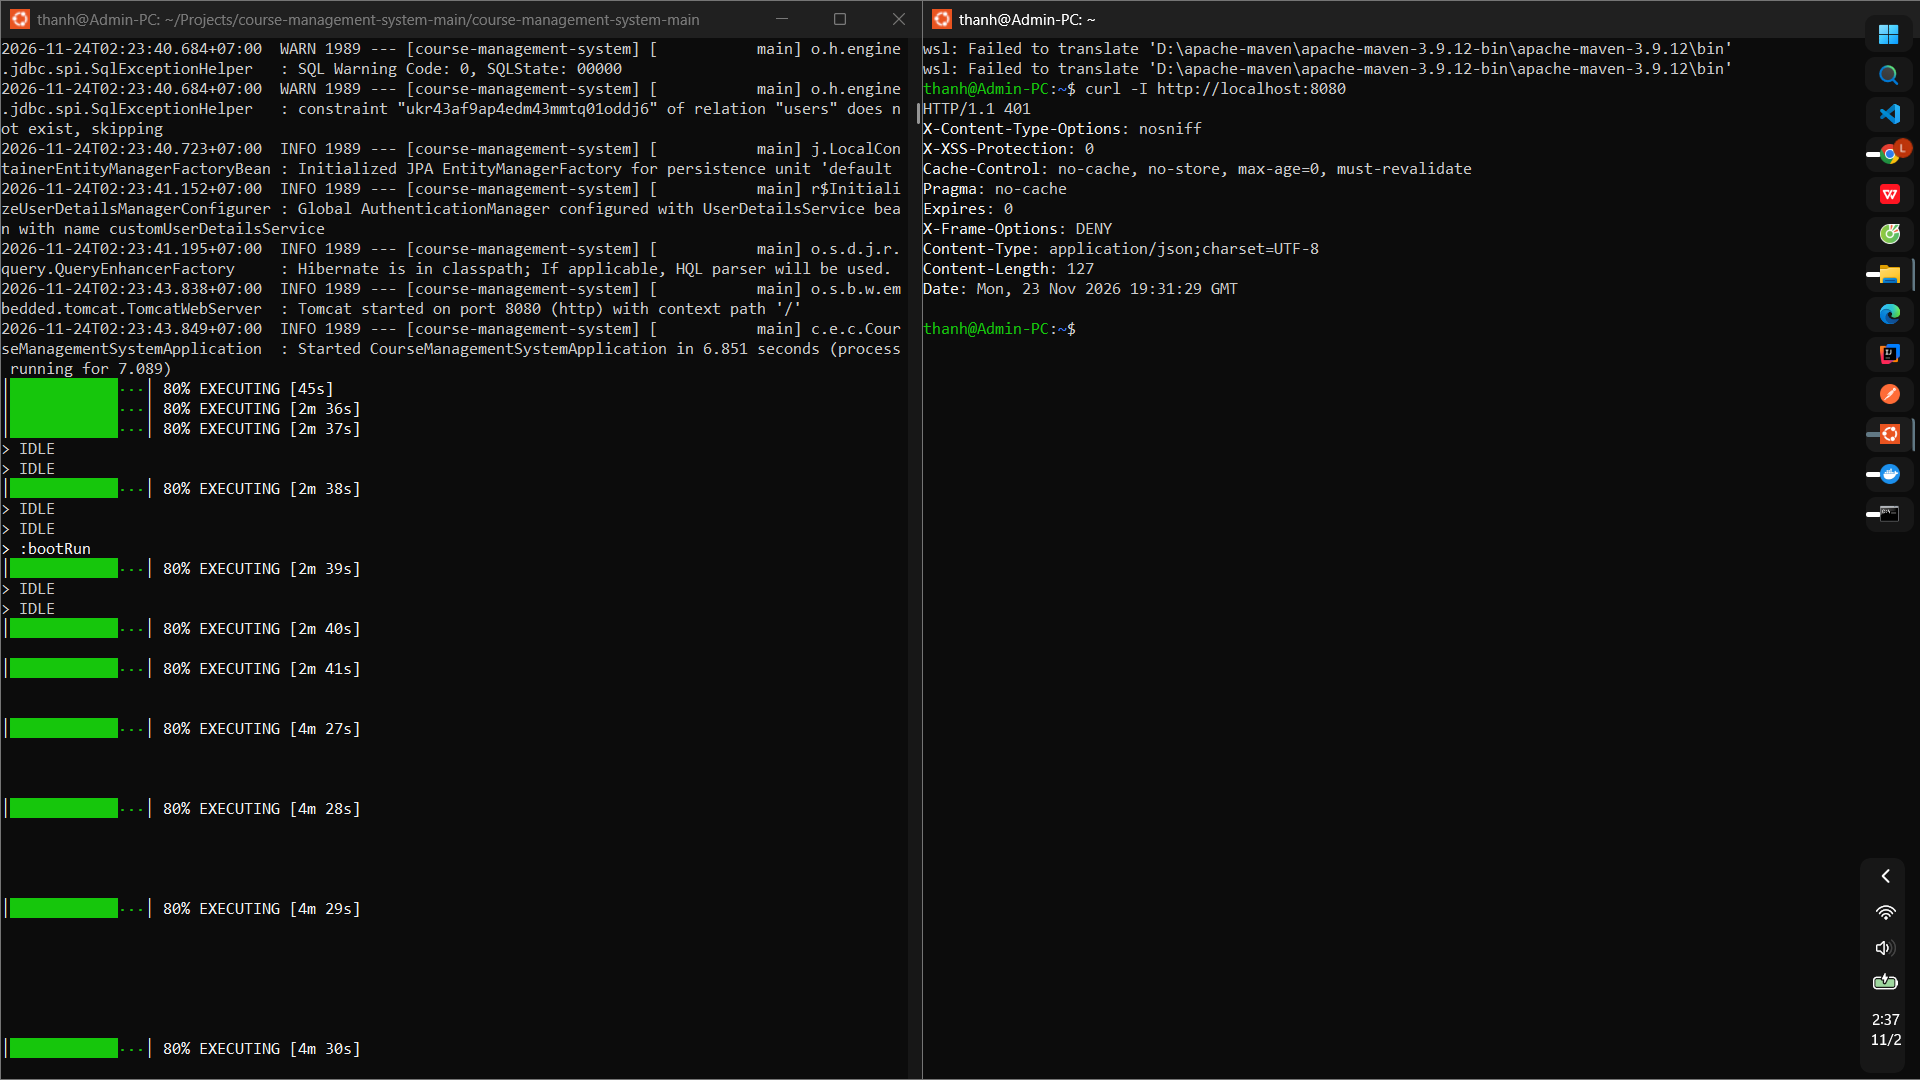 thanh@Admin-PC: ~/Projects/course-management-system-main/course-management-system-main
2026-11-24T02:23:40.684+07:00  WARN 1989 --- [course-management-system] [           main] o.h.engine
.jdbc.spi.SqlExceptionHelper   : SQL Warning Code: 0, SQLState: 00000
2026-11-24T02:23:40.684+07:00  WARN 1989 --- [course-management-system] [           main] o.h.engine
.jdbc.spi.SqlExceptionHelper   : constraint "ukr43af9ap4edm43mmtq01oddj6" of relation "users" does n
ot exist, skipping
2026-11-24T02:23:40.723+07:00  INFO 1989 --- [course-management-system] [           main] j.LocalCon
tainerEntityManagerFactoryBean : Initialized JPA EntityManagerFactory for persistence unit 'default
2026-11-24T02:23:41.152+07:00  INFO 1989 --- [course-management-system] [           main] r$Initiali
zeUserDetailsManagerConfigurer : Global AuthenticationManager configured with UserDetailsService bea
n with name customUserDetailsService
2026-11-24T02:23:41.195+07:00  INFO 1989 --- [course-management-system] [           main] o.s.d.j.r.
query.QueryEnhancerFactory     : Hibernate is in classpath; If applicable, HQL parser will be used.
2026-11-24T02:23:43.838+07:00  INFO 1989 --- [course-management-system] [           main] o.s.b.w.em
bedded.tomcat.TomcatWebServer  : Tomcat started on port 8080 (http) with context path '/'
2026-11-24T02:23:43.849+07:00  INFO 1989 --- [course-management-system] [           main] c.e.c.Cour
seManagementSystemApplication  : Started CourseManagementSystemApplication in 6.851 seconds (process
 running for 7.089)
80% EXECUTING [45s]
80% EXECUTING [2m 36s]
80% EXECUTING [2m 37s]
> IDLE
> IDLE
80% EXECUTING [2m 38s]
> IDLE
> IDLE
> :bootRun
80% EXECUTING [2m 39s]
> IDLE
> IDLE
80% EXECUTING [2m 40s]
80% EXECUTING [2m 41s]
80% EXECUTING [4m 27s]
80% EXECUTING [4m 28s]
80% EXECUTING [4m 29s]
80% EXECUTING [4m 30s]
thanh@Admin-PC: ~
wsl: Failed to translate 'D:\apache-maven\apache-maven-3.9.12-bin\apache-maven-3.9.12\bin'
wsl: Failed to translate 'D:\apache-maven\apache-maven-3.9.12-bin\apache-maven-3.9.12\bin'
thanh@Admin-PC:~$ curl -I http://localhost:8080
HTTP/1.1 401
X-Content-Type-Options: nosniff
X-XSS-Protection: 0
Cache-Control: no-cache, no-store, max-age=0, must-revalidate
Pragma: no-cache
Expires: 0
X-Frame-Options: DENY
Content-Type: application/json;charset=UTF-8
Content-Length: 127
Date: Mon, 23 Nov 2026 19:31:29 GMT
thanh@Admin-PC:~$
L
2:37
11/2